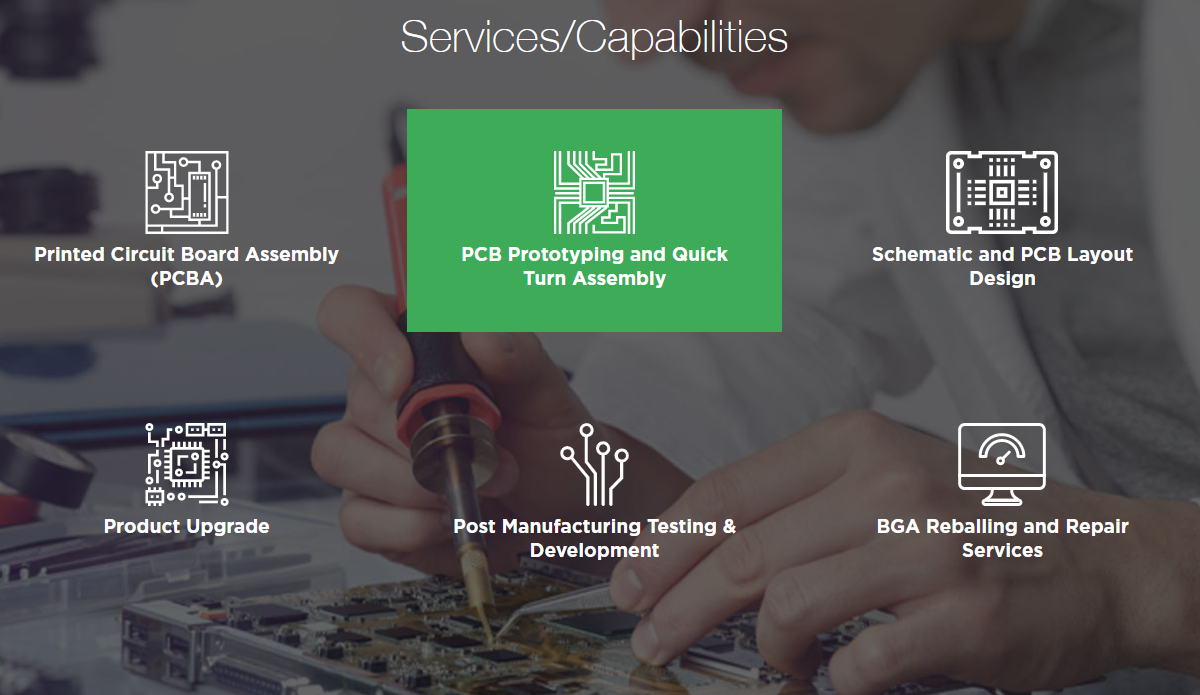 Services/Capabilities
Printed Circuit Board Assembly
(PCBA)
PCB Prototyping and Quick
Turn Assembly
Schematic and PCB Layout
Design
Product Upgrade
Post Manufacturing Testing &
Development
BGA Reballing and Repair
Services